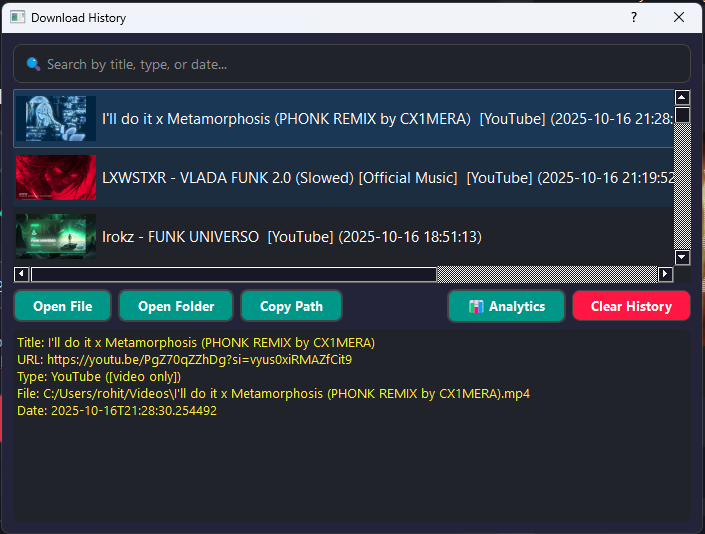 Download History
?
Search by title, type, or date...
I'll do it x Metamorphosis (PHONK REMIX by CX1MERA) [YouTube] (2025-10-16 21:28:
LXWSTXR - VLADA FUNK 2.0 (Slowed) [Official Music] [YouTube] (2025-10-16 21:19:52
Irokz - FUNK UNIVERSO [YouTube] (2025-10-16 18:51:13)
Open File
Open Folder
Copy Path
Analytics
Clear History
Title: I'll do it x Metamorphosis (PHONK REMIX by CX1MERA)
URL: https://youtu.be/PgZ70qZZhDg?si=vyus0xiRMAZfCit9
Type: YouTube ([video only])
File: C:/Users/rohit/Videos\I'll do it x Metamorphosis (PHONK REMIX by CX1MERA).mp4
Date: 2025-10-16T21:28:30.254492